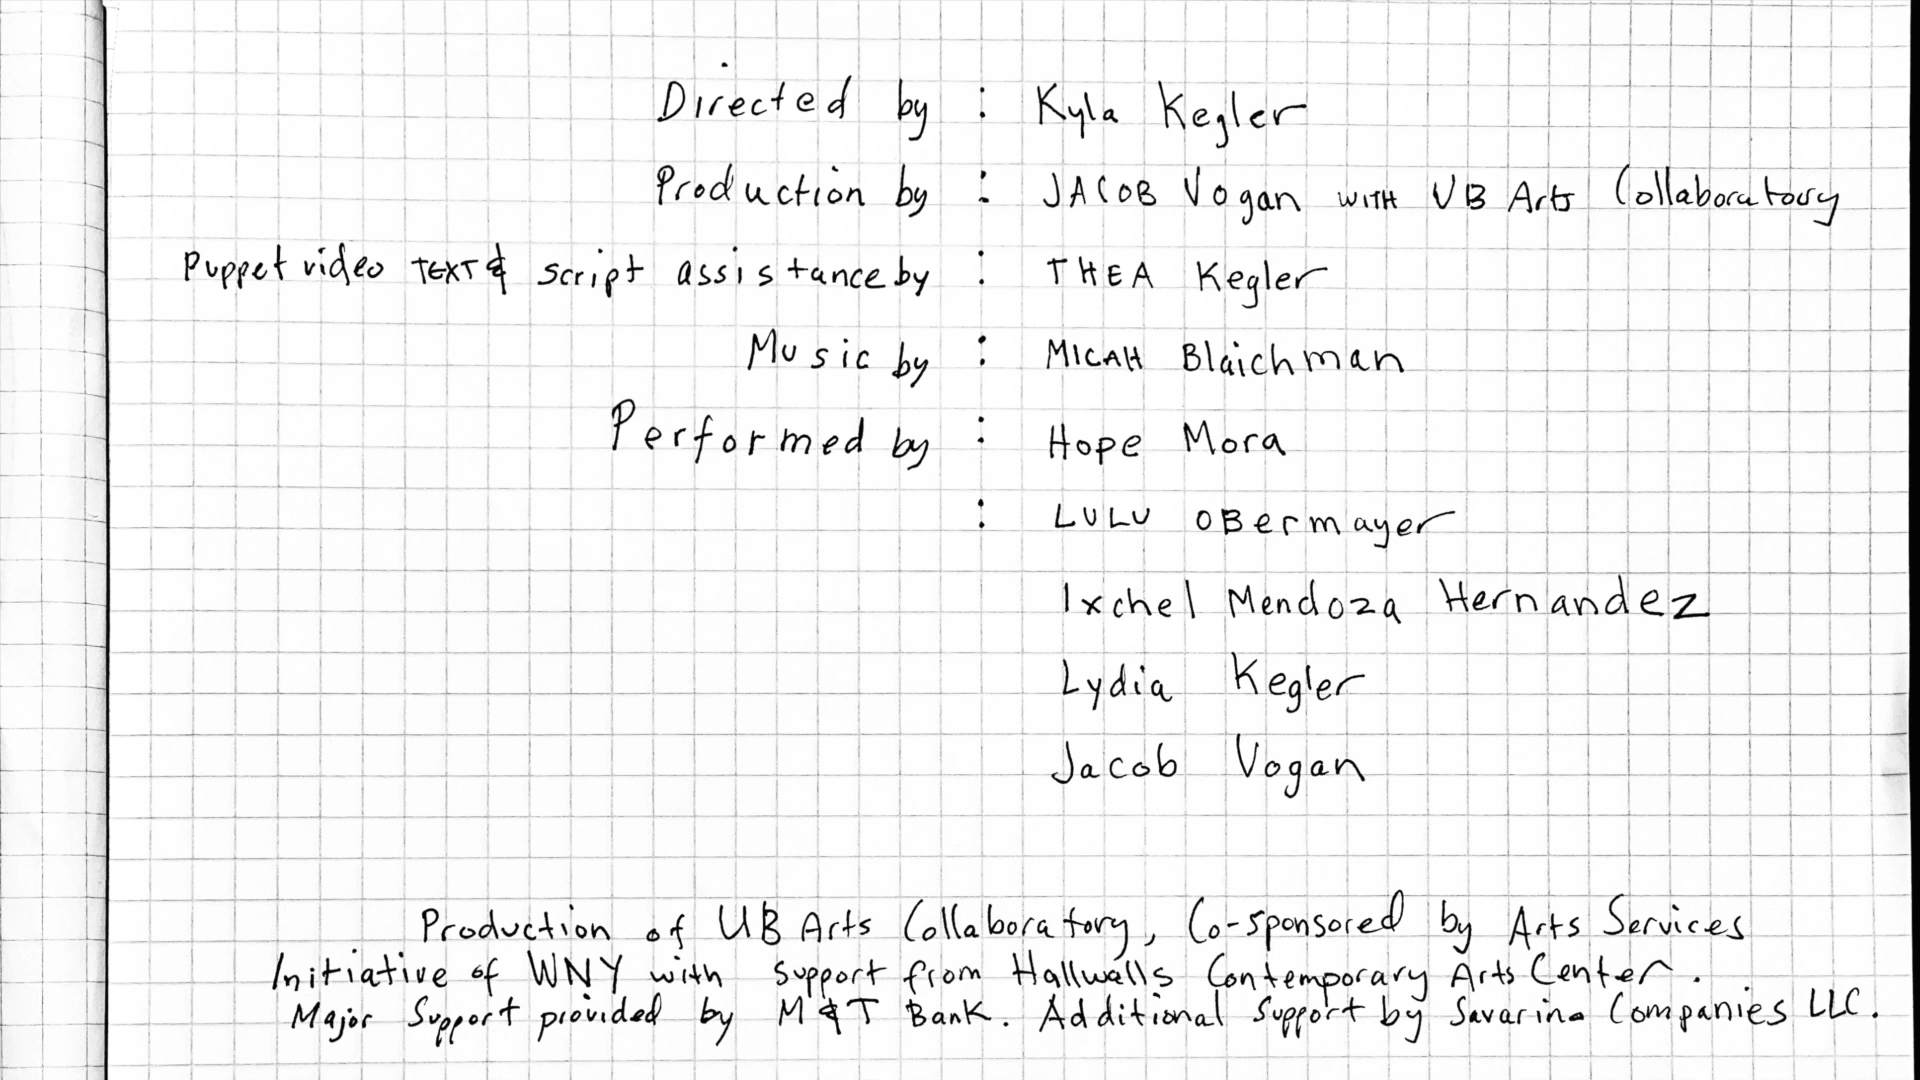 Directed by : Kyla Kegler
Production by : JACOB Vogan WITH UB Arts Collaboratory
Puppet video TEXT & script assistance by : THEA Kegler
Music by : MICAH Blaichman
Performed by : Hope Mora
: LULU OBermayer
Ixchel Mendoza Hernandez
Lydia Kegler
Jacob Vogan
Production of UB Arts Collaboratory, Co-sponsored by Arts Services
Initiative of WNY with support from Hallwalls Contemporary Arts Center.
Major Support provided by M&T Bank. Additional Support by Savarino Companies LLC.